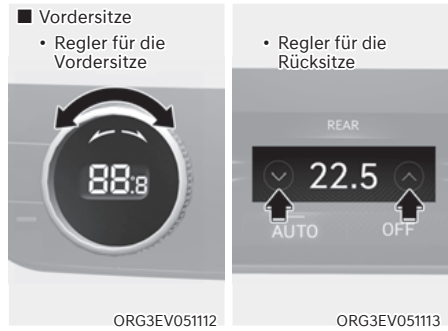 ■ Vordersitze
• Regler für die
Vordersitze
88.8
ORG3EV051112
• Regler für die
Rücksitze
REAR
22.5
AUTO OFF
ORG3EV051113